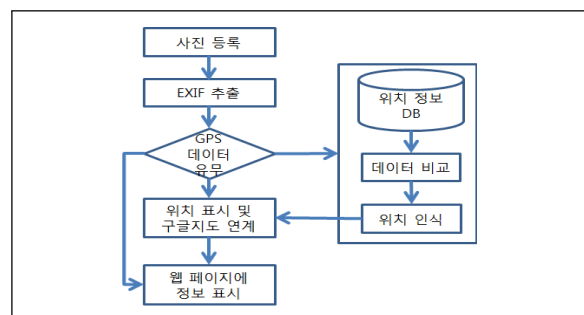 사진 등록
EXIF 추출
GPS
데이터
유무
위치 표시 및
구글지도 연계
웹 페이지에
정보 표시
위치 정보
DB
데이터 비교
위치 인식